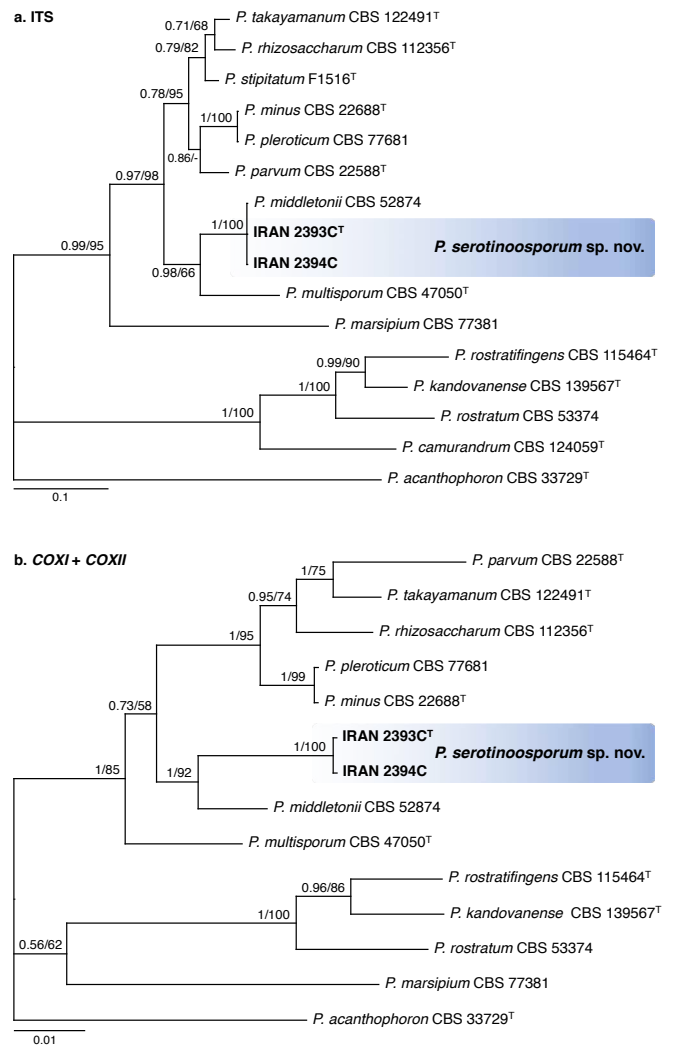 a. ITS
0.71/68
P. takayamanum CBS 122491ᵀ
0.79/82
P. rhizosaccharum CBS 112356ᵀ
P. stipitatum F1516ᵀ
0.78/95
P. minus CBS 22688ᵀ
1/100
P. pleroticum CBS 77681
0.86/-
P. parvum CBS 22588ᵀ
0.97/98
P. middletonii CBS 52874
1/100
IRAN 2393Cᵀ
P. serotinoosporum sp. nov.
IRAN 2394C
0.99/95
0.98/66
P. multisporum CBS 47050ᵀ
P. marsipium CBS 77381
P. rostratifingens CBS 115464ᵀ
0.99/90
P. kandovanense CBS 139567ᵀ
1/100
P. rostratum CBS 53374
1/100
P. camurandrum CBS 124059ᵀ
P. acanthophoron CBS 33729ᵀ
0.1
b. COXI + COXII
P. parvum CBS 22588ᵀ
1/75
P. takayamanum CBS 122491ᵀ
0.95/74
P. rhizosaccharum CBS 112356ᵀ
1/95
P. pleroticum CBS 77681
1/99
P. minus CBS 22688ᵀ
0.73/58
IRAN 2393Cᵀ
1/100
P. serotinoosporum sp. nov.
IRAN 2394C
1/85
1/92
P. middletonii CBS 52874
P. multisporum CBS 47050ᵀ
P. rostratifingens CBS 115464ᵀ
0.96/86
P. kandovanense CBS 139567ᵀ
1/100
P. rostratum CBS 53374
0.56/62
P. marsipium CBS 77381
P. acanthophoron CBS 33729ᵀ
0.01